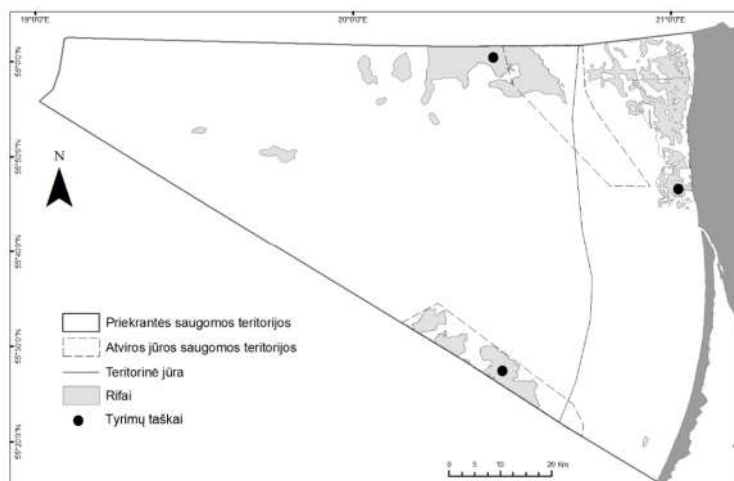 19°0'0"E
20°0'0"E
21°0'0"E
56°0'0"N
55°50'0"N
55°40'0"N
55°30'0"N
55°20'0"N
N
Priekrantės saugomos teritorijos
Atviros jūros saugomos teritorijos
Teritorinė jūra
Rifai
Tyrimų taškai
0 5 10 20 Km